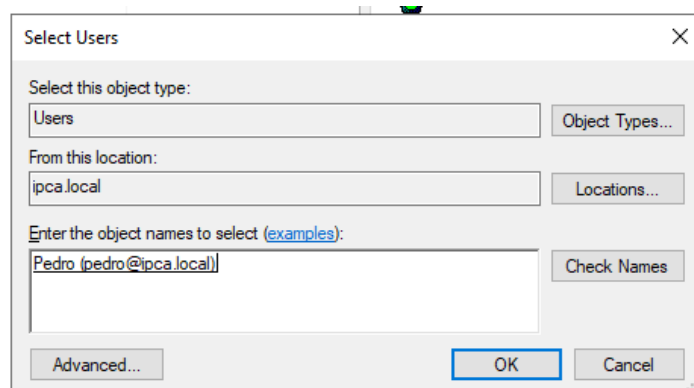 Select Users
Select this object type:
Users
Object Types...
From this location:
ipca.local
Locations...
Enter the object names to select (examples):
Pedro (pedro@ipca.local)
Check Names
Advanced...
OK
Cancel